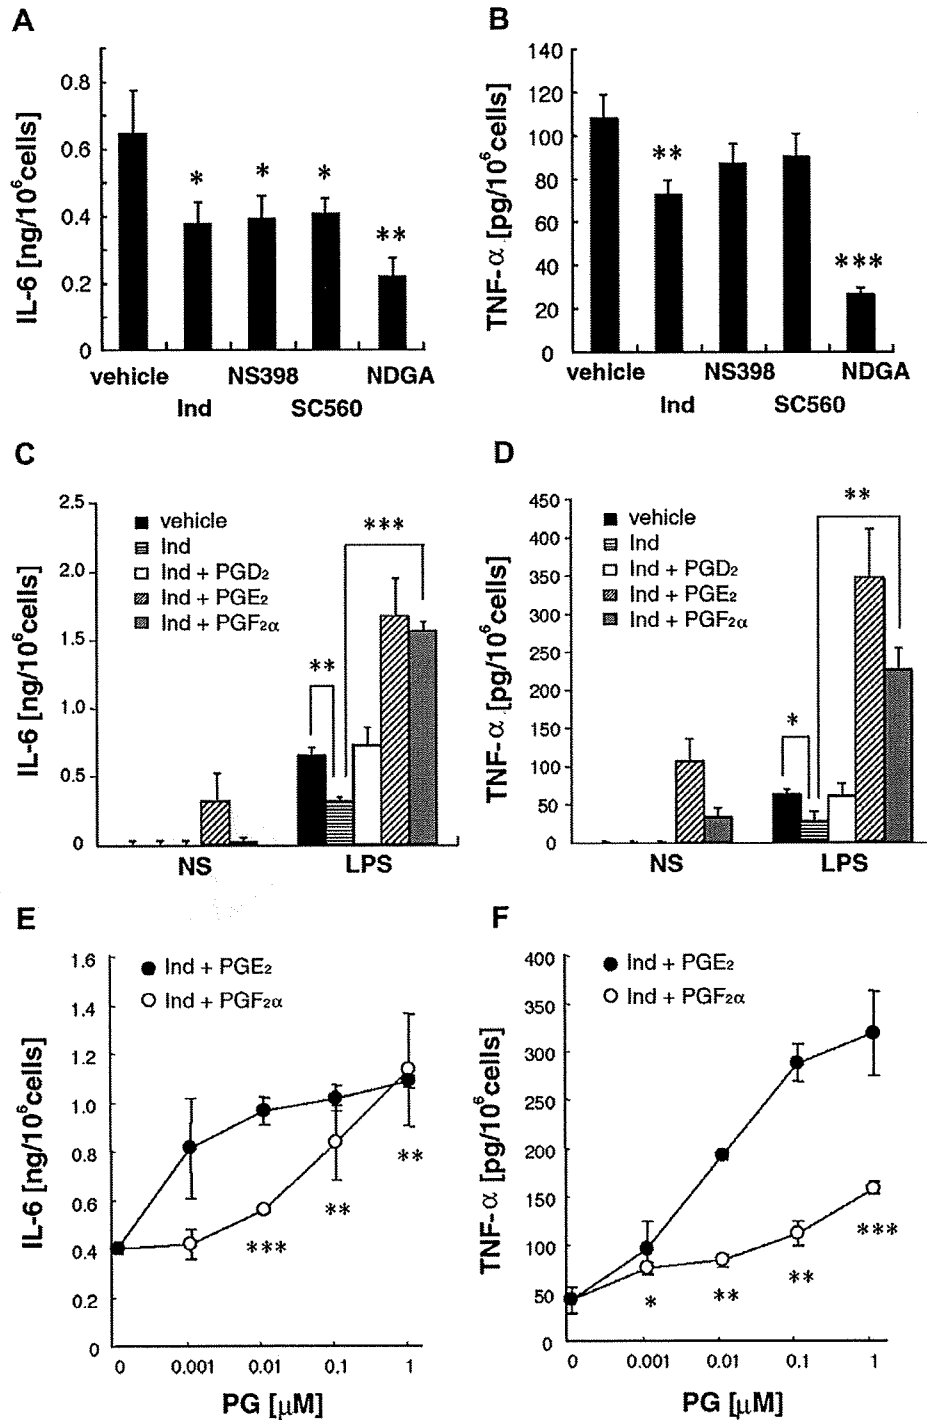 A
IL-6 [ng/10⁶cells]
0.8
0.6
0.4
0.2
0
*
*
*
**
vehicle
NS398
NDGA
Ind
SC560
B
TNF-α [pg/10⁶cells]
140
120
100
80
60
40
20
0
**
***
vehicle
NS398
NDGA
Ind
SC560
C
IL-6 [ng/10⁶cells]
2.5
2.0
1.5
1.0
0.5
0
vehicle
Ind
Ind + PGD₂
Ind + PGE₂
Ind + PGF₂α
***
**
NS
LPS
D
TNF-α [pg/10⁶cells]
450
400
350
300
250
200
150
100
50
0
vehicle
Ind
Ind + PGD₂
Ind + PGE₂
Ind + PGF₂α
**
*
NS
LPS
E
IL-6 [ng/10⁶cells]
1.6
1.4
1.2
1.0
0.8
0.6
0.4
0.2
0
Ind + PGE₂
Ind + PGF₂α
***
**
**
0
0.001
0.01
0.1
1
PG [μM]
F
TNF-α [pg/10⁶cells]
400
350
300
250
200
150
100
50
0
Ind + PGE₂
Ind + PGF₂α
*
**
**
***
0
0.001
0.01
0.1
1
PG [μM]